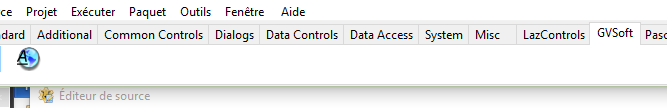 Projet Exécuter Paquet Outils Fenêtre Aide
Additional Common Controls Dialogs Data Controls Data Access System Misc LazControls GVSoft
Éditeur de source